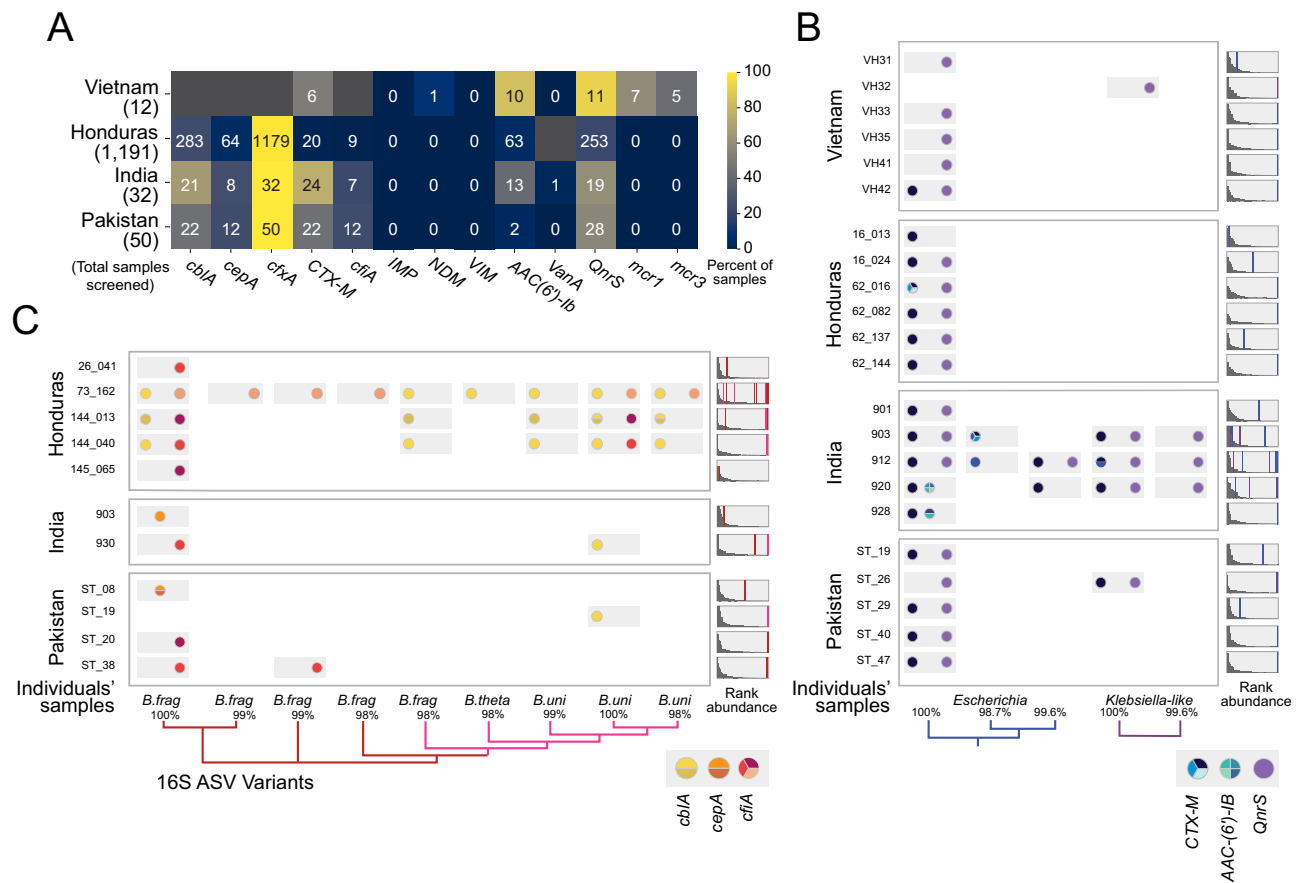 A
Vietnam
(12)
6 0 1 0 10 0 11 7 5
Honduras
(1,191)
283 64 1179 20 9 0 0 0 63 253 0 0
India
(32)
21 8 32 24 7 0 0 0 13 1 19 0 0
Pakistan
(50)
22 12 50 22 12 0 0 0 2 0 28 0 0
(Total samples
screened)
cblA cepA cfxA CTX-M cfiA IMP NDM VIM AAC(6')-Ib VanA QnrS mcr1 mcr3
100
80
60
40
20
0
Percent of
samples
B
Vietnam
VH31
VH32
VH33
VH35
VH41
VH42
Honduras
16_013
16_024
62_016
62_082
62_137
62_144
India
901
903
912
920
928
Pakistan
ST_19
ST_26
ST_29
ST_40
ST_47
Individuals'
samples
Escherichia
100% 98.7% 99.6%
Klebsiella-like
100% 99.6%
Rank
abundance
CTX-M
AAC-(6')-IB
QnrS
C
Honduras
26_041
73_162
144_013
144_040
145_065
India
903
930
Pakistan
ST_08
ST_19
ST_20
ST_38
Individuals'
samples
B.frag B.frag B.frag B.frag B.frag B.theta B.uni B.uni B.uni
100% 99% 99% 98% 98% 98% 99% 100% 98%
Rank
abundance
16S ASV Variants
cblA
cepA
cfiA